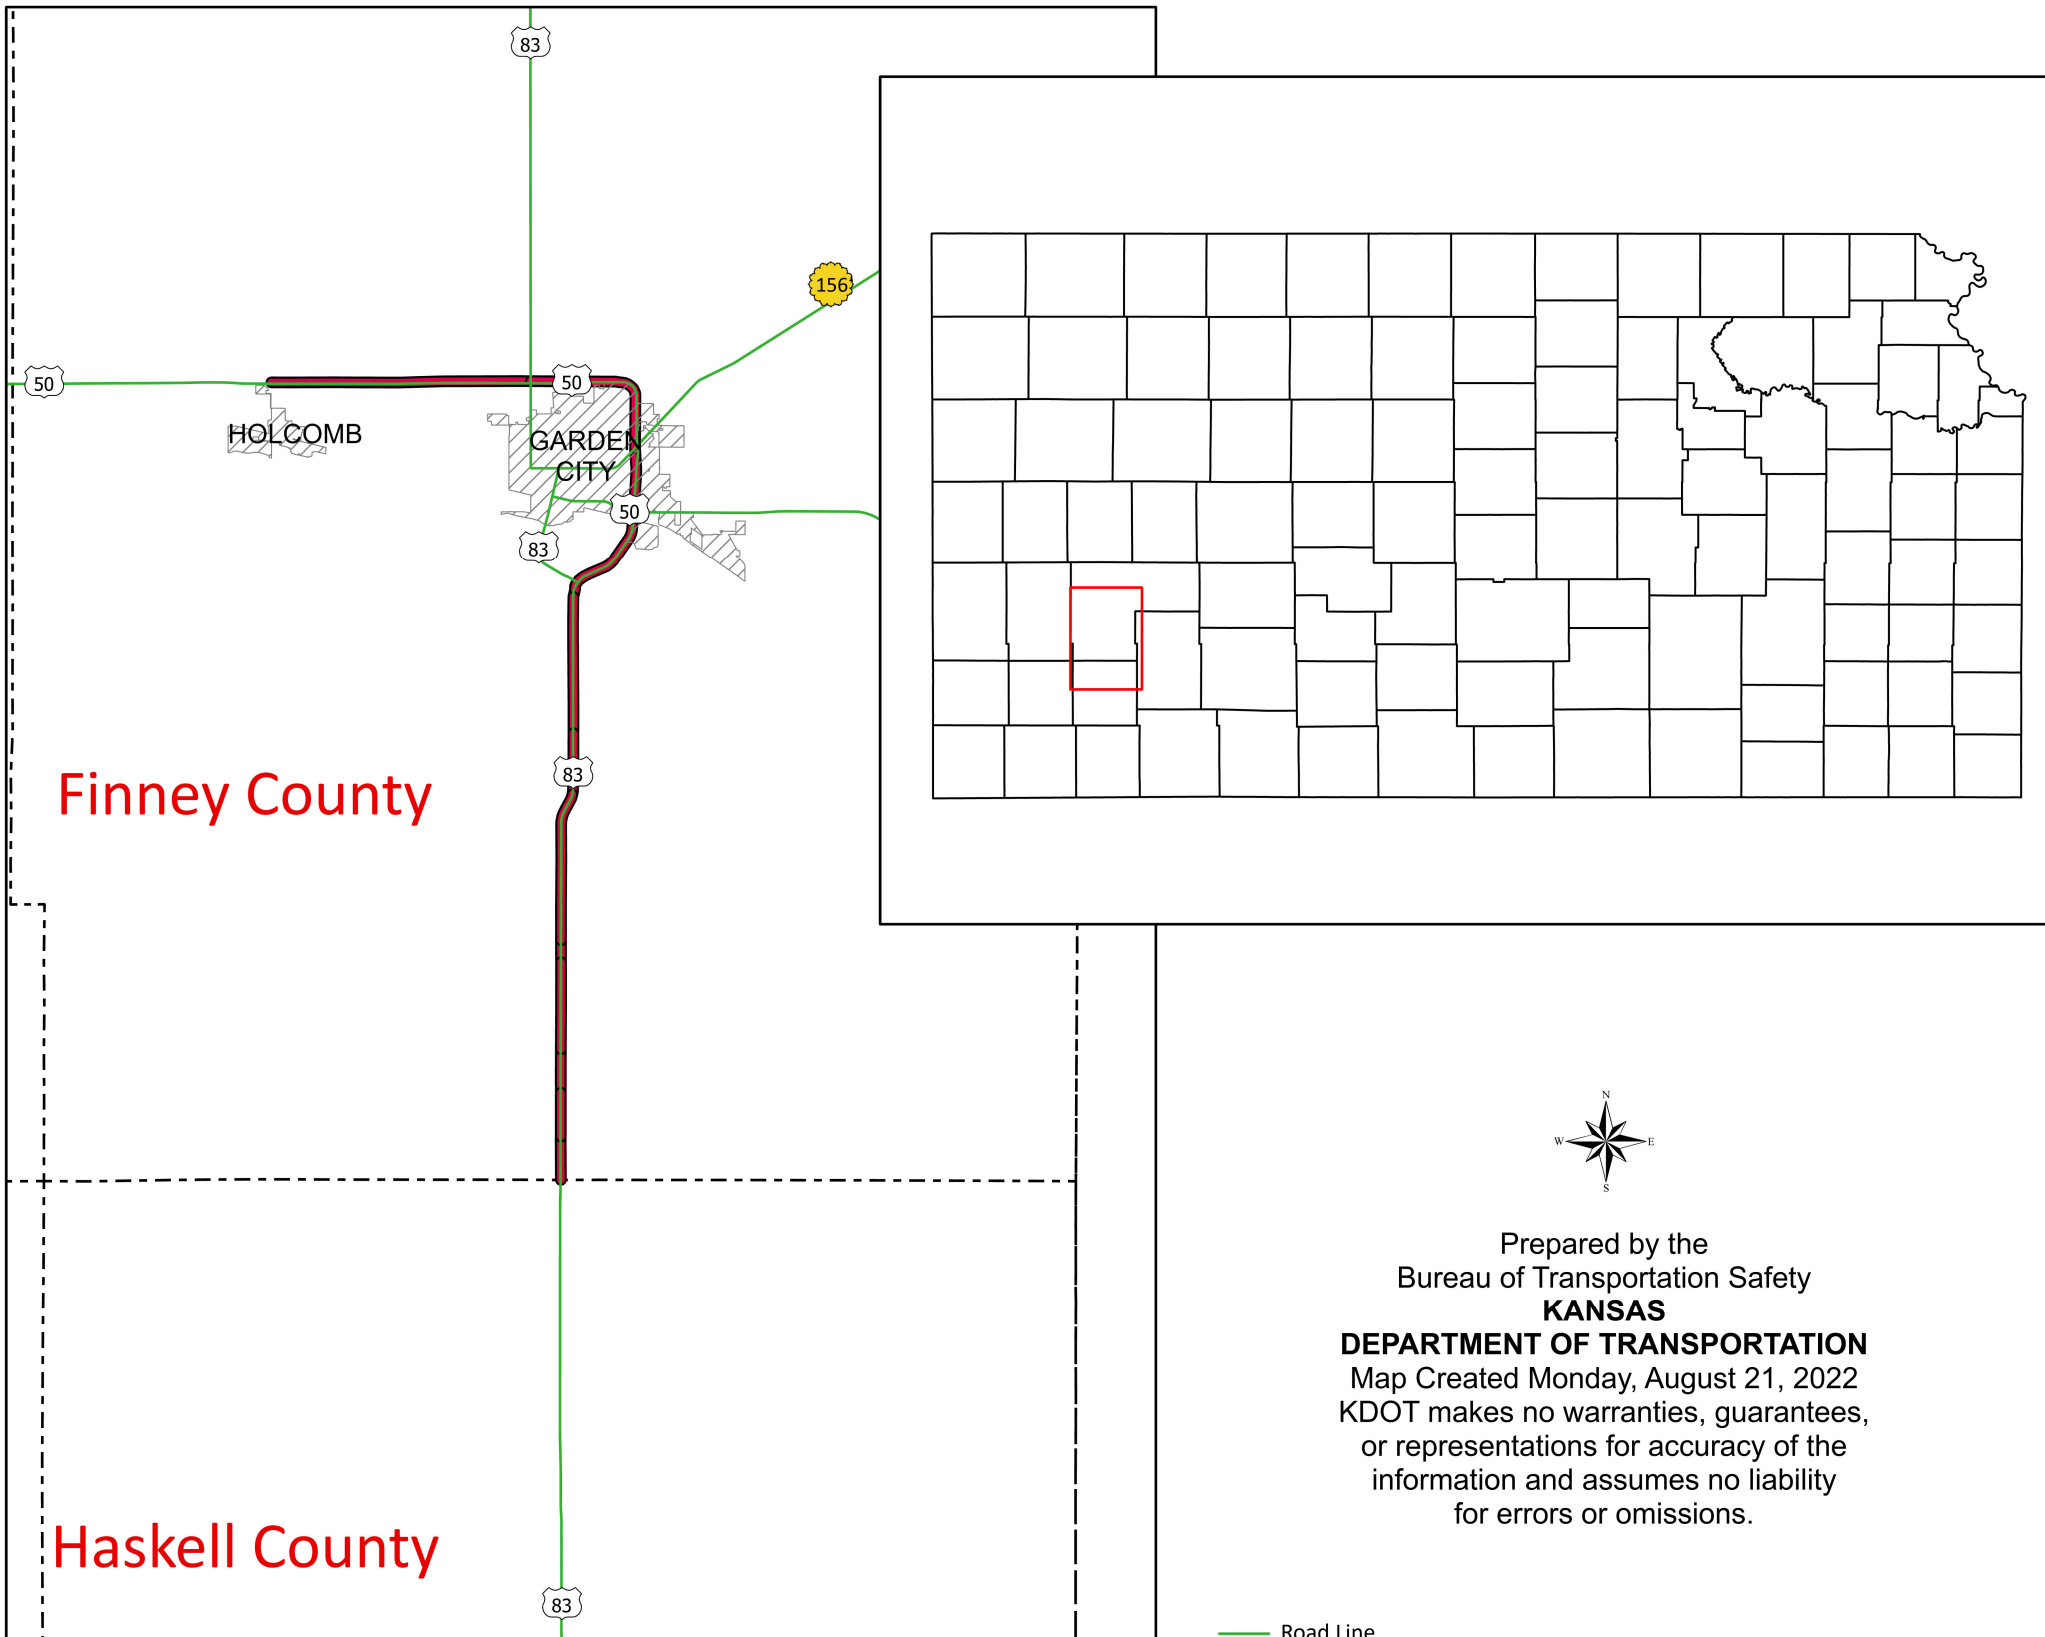 83
156
50
50
HOLCOMB
GARDEN
CITY
50
83
83
Finney County
Haskell County
83
N
W
E
S
Prepared by the
Bureau of Transportation Safety
KANSAS
DEPARTMENT OF TRANSPORTATION
Map Created Monday, August 21, 2022
KDOT makes no warranties, guarantees,
or representations for accuracy of the
information and assumes no liability
for errors or omissions.
Road Line